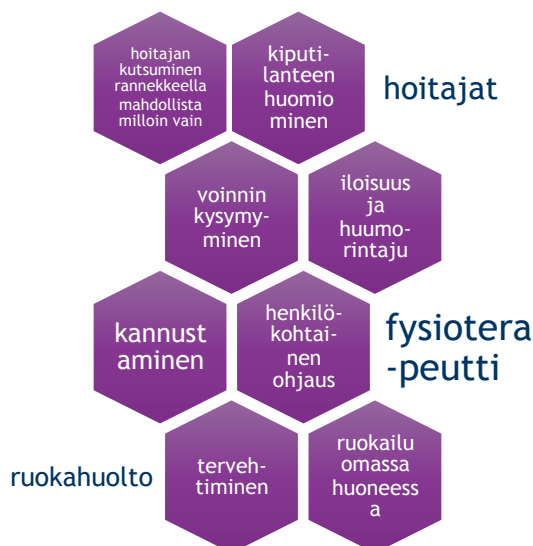 hoitajan
kutsuminen
rannekkeella
mahdollista
milloin vain
kiputi-
lanteen
huomio
minen
hoitajat
voinnin
kysymy-
minen
iloisuus
ja
huumo-
rintaju
kannust
aminen
henkilö-
kohtai-
nen
ohjaus
fysiotera
-peutti
ruokahuolto
terveh-
timinen
ruokailu
omassa
huoneess
a